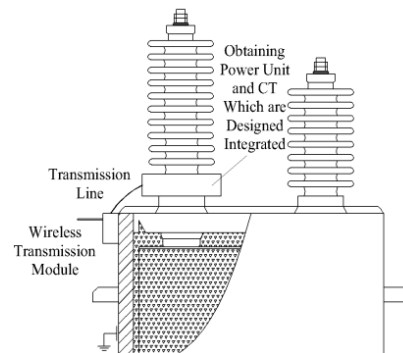 Obtaining
Power Unit
and CT
Which are
Designed
Integrated
Transmission
Line
Wireless
Transmission
Module